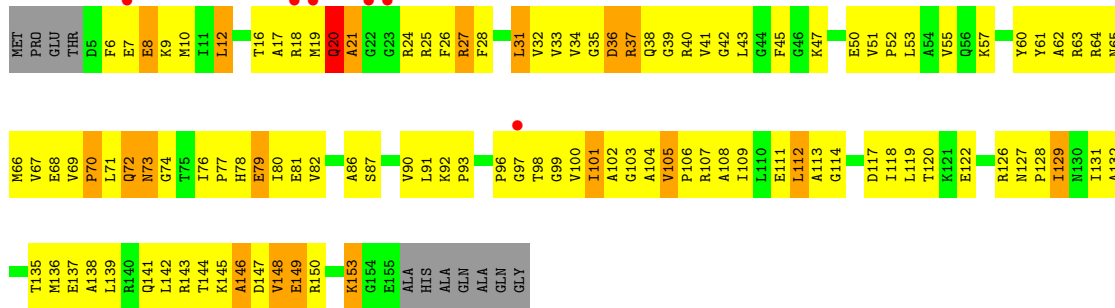 MET PRO GLU THR D5 F6 E7 E8 K9 M10 I11 L12 T16 A17 R18 M19 Q20 A21 G22 G23 R24 R25 F26 R27 F28 L31 V32 V33 V34 G35 D36 R37 Q38 G39 R40 V41 G42 L43 G44 F45 G46 K47 E50 V51 P52 L53 A54 V55 Q56 K57 Y60 Y61 A62 R63 R64 N65
M66 V67 E68 V69 P70 L71 Q72 N73 G74 T75 I76 P77 H78 E79 I80 E81 V82 A86 S87 V90 L91 K92 P93 P96 G97 T98 G99 V100 I101 A102 G103 A104 V105 P106 R107 A108 I109 L110 E111 L112 A113 G114 D117 I118 L119 T120 K121 E122 R126 N127 P128 I129 N130 I131
T135 M136 E137 A138 L139 R140 Q141 L142 R143 T144 K145 A146 D147 V148 E149 R150 K153 G154 E155 ALA HIS ALA GLN ALA GLN GLY